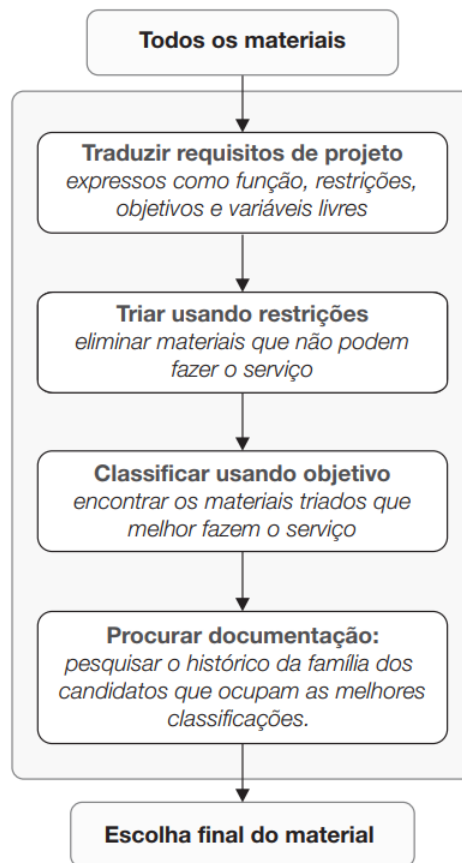 Todos os materiais
Traduzir requisitos de projeto
expressos como função, restrições,
objetivos e variáveis livres
Triar usando restrições
eliminar materiais que não podem
fazer o serviço
Classificar usando objetivo
encontrar os materiais triados que
melhor fazem o serviço
Procurar documentação:
pesquisar o histórico da família dos
candidatos que ocupam as melhores
classificações.
Escolha final do material